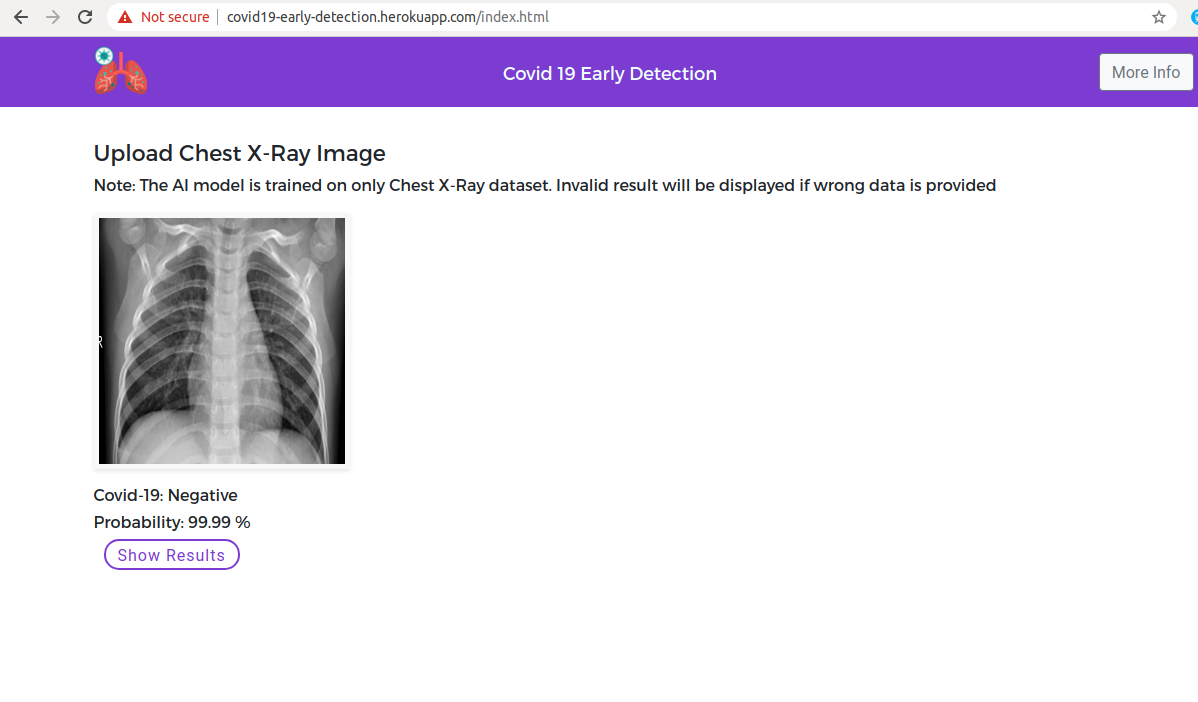 Not secure covid19-early-detection.herokuapp.com/index.html
Covid 19 Early Detection
More Info
Upload Chest X-Ray Image
Note: The AI model is trained on only Chest X-Ray dataset. Invalid result will be displayed if wrong data is provided
R
Covid-19: Negative
Probability: 99.99 %
Show Results